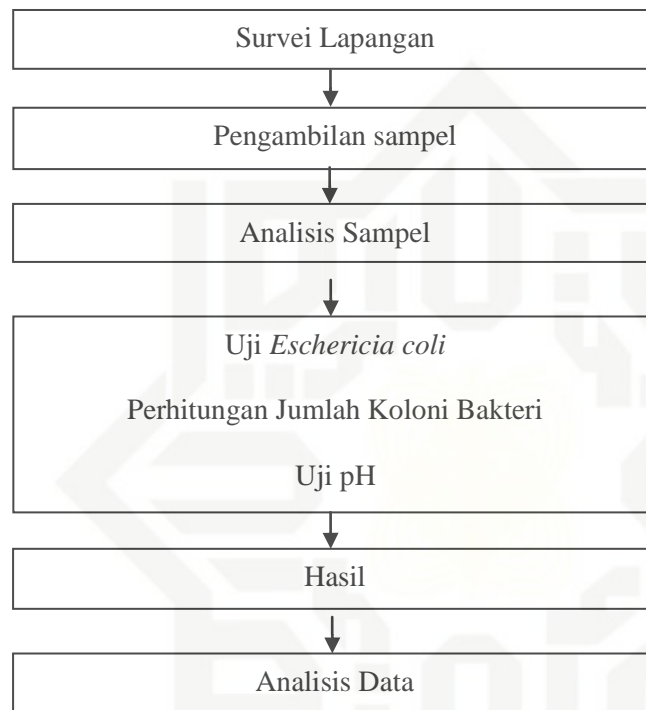 Survei Lapangan
Pengambilan sampel
Analisis Sampel
Uji Eschericia coli
Perhitungan Jumlah Koloni Bakteri
Uji pH
Hasil
Analisis Data